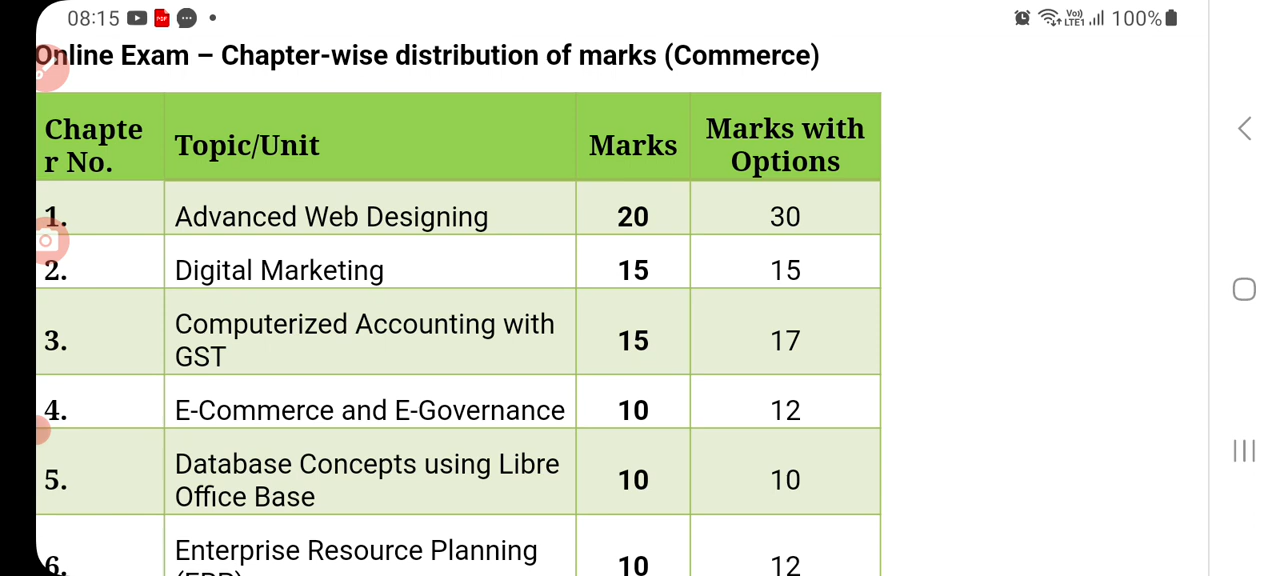 08:15
Vo)) LTE1 100%
Online Exam – Chapter-wise distribution of marks (Commerce)
Chapte
r No.
Topic/Unit
Marks
Marks with
Options
1.
Advanced Web Designing
20
30
2.
Digital Marketing
15
15
3.
Computerized Accounting with
GST
15
17
4.
E-Commerce and E-Governance
10
12
5.
Database Concepts using Libre
Office Base
10
10
6.
Enterprise Resource Planning
(ERP)
10
12